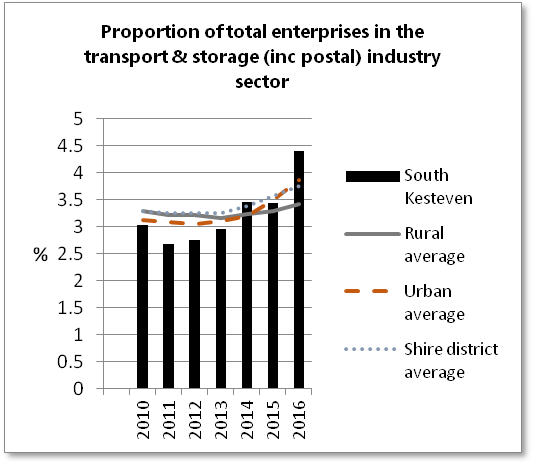 Proportion of total enterprises in the
transport & storage (inc postal) industry
sector
5
4.5
4
3.5
3
2.5
2
1.5
1
0.5
0
%
2010
2011
2012
2013
2014
2015
2016
South
Kesteven
Rural
average
Urban
average
Shire district
average